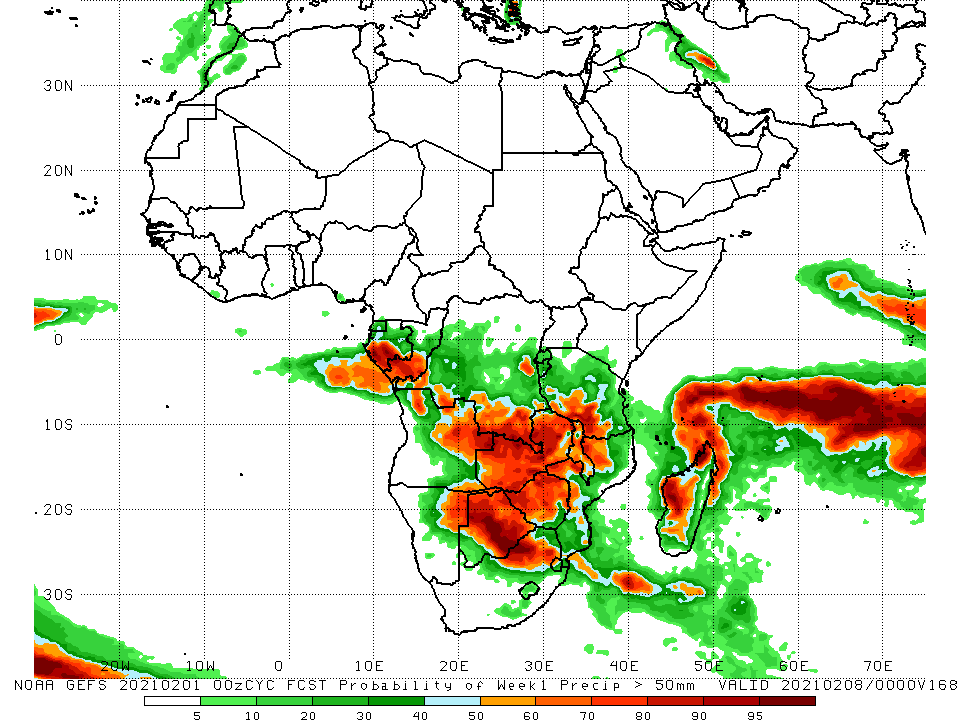 30N
20N
10N
0
10S
20S
30S
20W 10W 0 10E 20E 30E 40E 50E 60E 70E
NOAA GEFS 20210201 00zCYC FCST Probability of Week1 Precip > 50mm VALID 20210208/0000V168
5 10 20 30 40 50 60 70 80 90 95